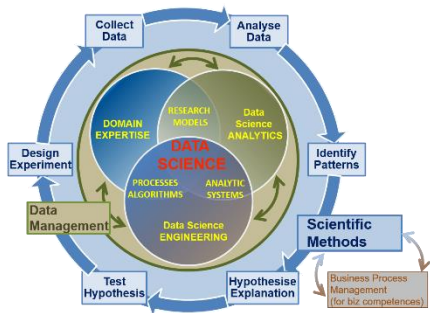 Collect
Data
Analyse
Data
DOMAIN
EXPERTISE
RESEARCH
MODELS
Data
Science
ANALYTICS
DATA
SCIENCE
Design
Experiment
Identify
Patterns
PROCESSES
ALGORITHMS
ANALYTIC
SYSTEMS
Data
Management
Data Science
ENGINEERING
Scientific
Methods
Test
Hypothesis
Hypothesise
Explanation
Business Process
Management
(for biz competences)